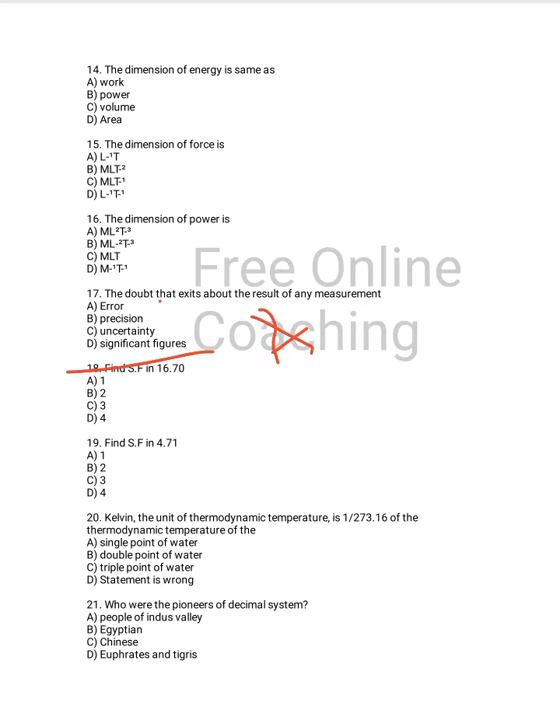 14. The dimension of energy is same as
A) work
B) power
C) volume
D) Area
15. The dimension of force is
A) L-¹T
B) MLT-²
C) MLT-¹
D) L-¹T-¹
16. The dimension of power is
A) ML²T-³
B) ML-²T-³
C) MLT
D) M-¹T-¹
Free Online
Coaching
17. The doubt that exits about the result of any measurement
A) Error
B) precision
C) uncertainty
D) significant figures
18. Find S.F in 16.70
A) 1
B) 2
C) 3
D) 4
19. Find S.F in 4.71
A) 1
B) 2
C) 3
D) 4
20. Kelvin, the unit of thermodynamic temperature, is 1/273.16 of the
thermodynamic temperature of the
A) single point of water
B) double point of water
C) triple point of water
D) Statement is wrong
21. Who were the pioneers of decimal system?
A) people of indus valley
B) Egyptian
C) Chinese
D) Euphrates and tigris